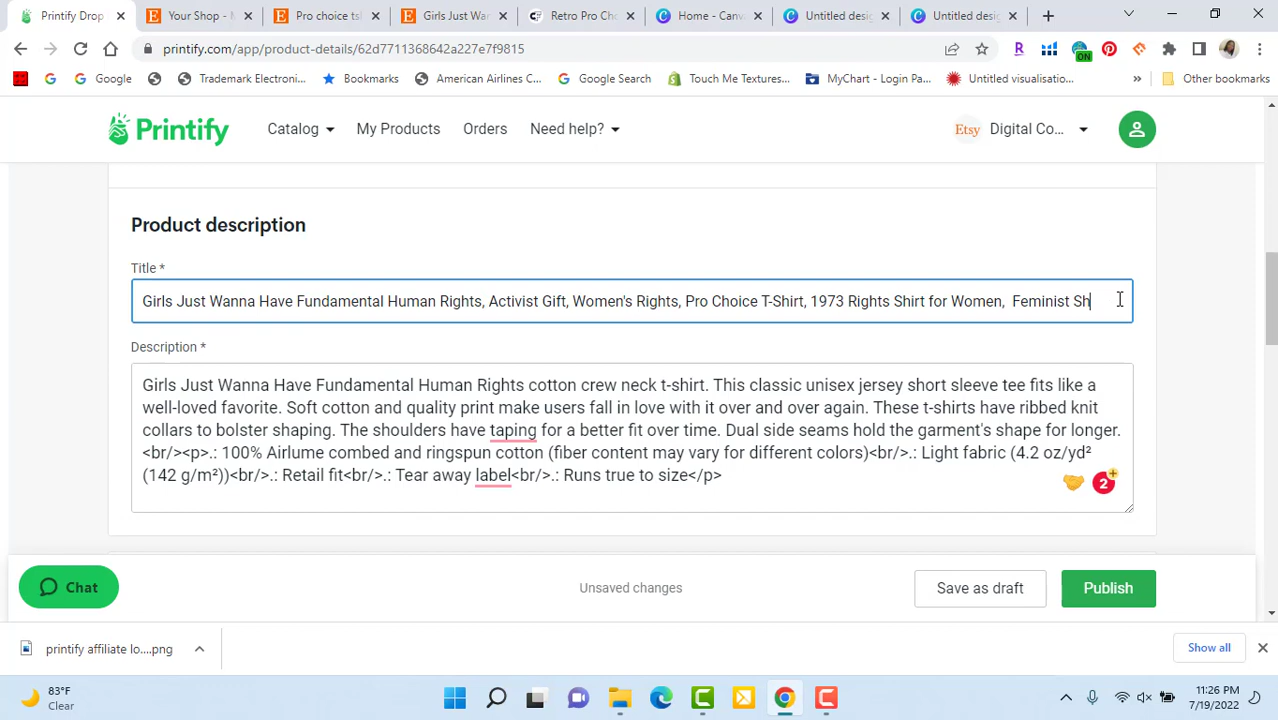 Printify Drop
Your Shop - M
Pro choice tsh
Girls Just Wan
Retro Pro Cho
Home - Canva
Untitled desig
Untitled desig
printify.com/app/product-details/62d7711368642a227e7f9815
ON
Google
Trademark Electroni...
Bookmarks
American Airlines C...
Google Search
Touch Me Textures...
MyChart - Login Pa...
Untitled visualisatio...
»
Other bookmarks
Printify
Catalog
My Products
Orders
Need help?
Etsy
Digital Co...
Product description
Title *
Girls Just Wanna Have Fundamental Human Rights, Activist Gift, Women's Rights, Pro Choice T-Shirt, 1973 Rights Shirt for Women,  Feminist Sh
Description *
Girls Just Wanna Have Fundamental Human Rights cotton crew neck t-shirt. This classic unisex jersey short sleeve tee fits like a
well-loved favorite. Soft cotton and quality print make users fall in love with it over and over again. These t-shirts have ribbed knit
collars to bolster shaping. The shoulders have taping for a better fit over time. Dual side seams hold the garment's shape for longer.
<br/><p>.: 100% Airlume combed and ringspun cotton (fiber content may vary for different colors)<br/>.: Light fabric (4.2 oz/yd²
(142 g/m²))<br/>.: Retail fit<br/>.: Tear away label<br/>.: Runs true to size</p>
2
Chat
Unsaved changes
Save as draft
Publish
printify affiliate lo....png
Show all
83°F
Clear
11:26 PM
7/19/2022